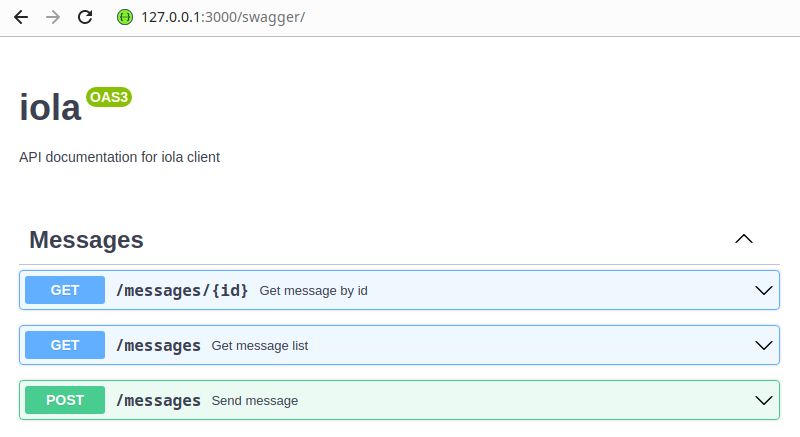 127.0.0.1:3000/swagger/
iola OAS3
API documentation for iola client
Messages
GET /messages/{id} Get message by id
GET /messages Get message list
POST /messages Send message